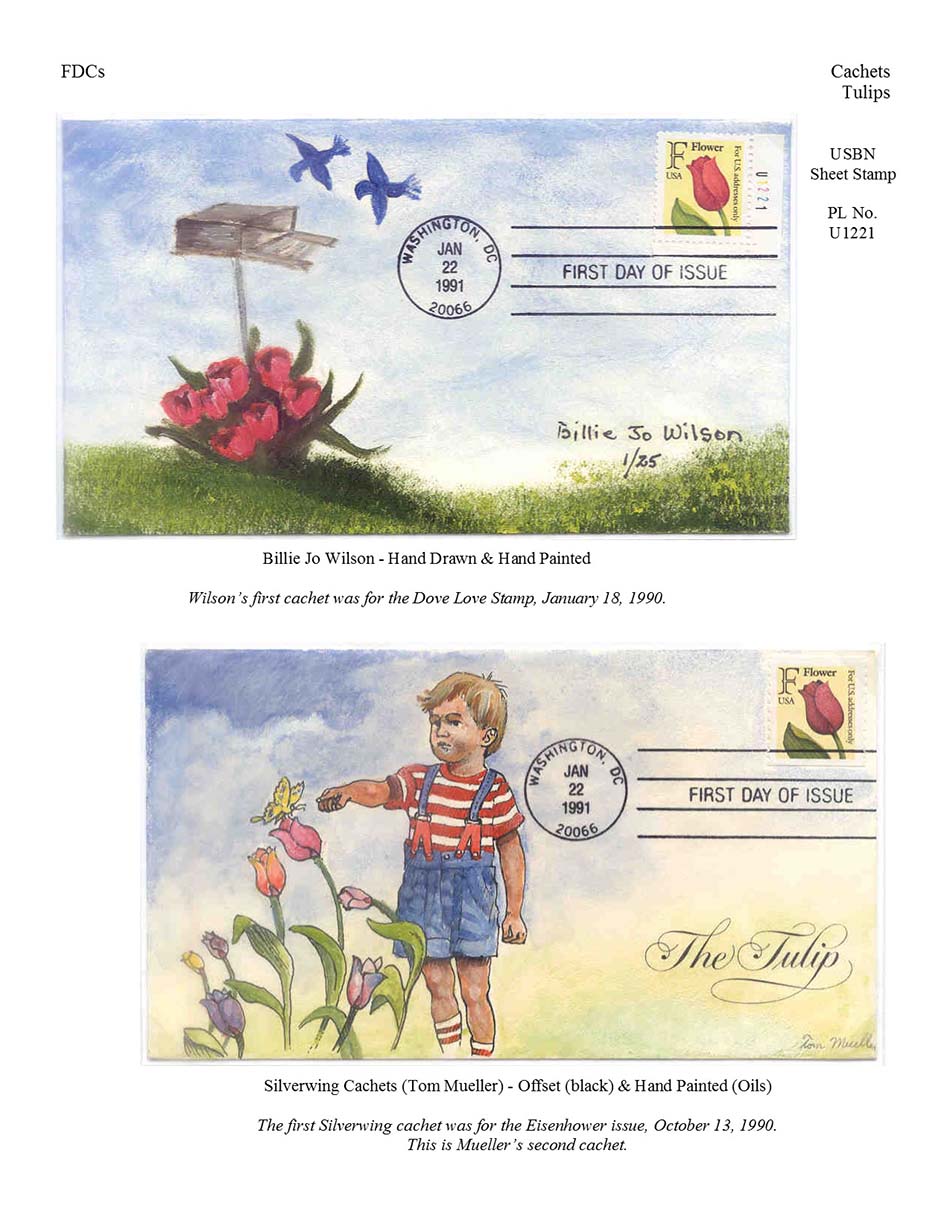 FDCs
Cachets
Tulips
USBN
Sheet Stamp
PL No.
U1221
F Flower
USA
For U.S. addresses only
U1221
WASHINGTON, DC
JAN
22
1991
20066
FIRST DAY OF ISSUE
Billie Jo Wilson
1/25
Billie Jo Wilson - Hand Drawn & Hand Painted
Wilson’s first cachet was for the Dove Love Stamp, January 18, 1990.
F Flower
USA
For U.S. addresses only
WASHINGTON, DC
JAN
22
1991
20066
FIRST DAY OF ISSUE
The Tulip
Tom Mueller
Silverwing Cachets (Tom Mueller) - Offset (black) & Hand Painted (Oils)
The first Silverwing cachet was for the Eisenhower issue, October 13, 1990.
This is Mueller’s second cachet.